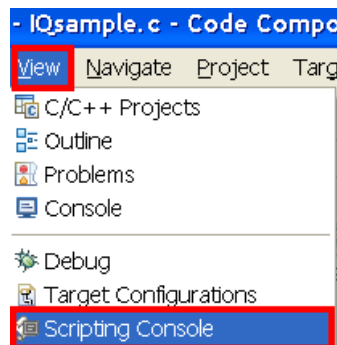 - IQsample.c - Code Compo
View Navigate Project Targ
C/C++ Projects
Outline
Problems
Console
Debug
Target Configurations
Scripting Console